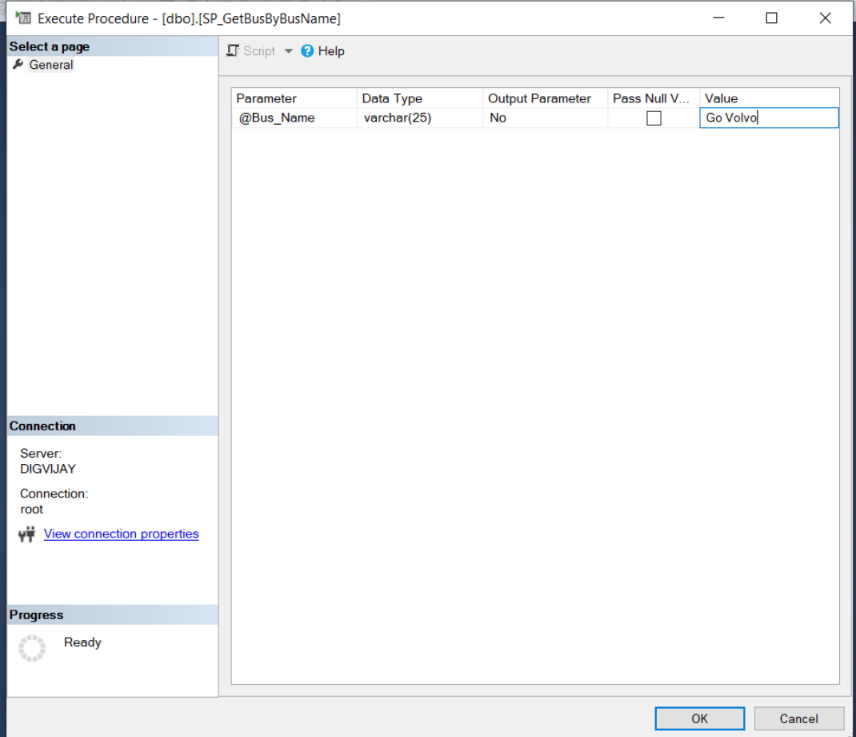 Execute Procedure - [dbo].[SP_GetBusByBusName]
Select a page
General
Script Help
Parameter Data Type Output Parameter Pass Null V... Value
@Bus_Name varchar(25) No Go Volvo
Connection
Server:
DIGVIJAY
Connection:
root
View connection properties
Progress
Ready
OK Cancel